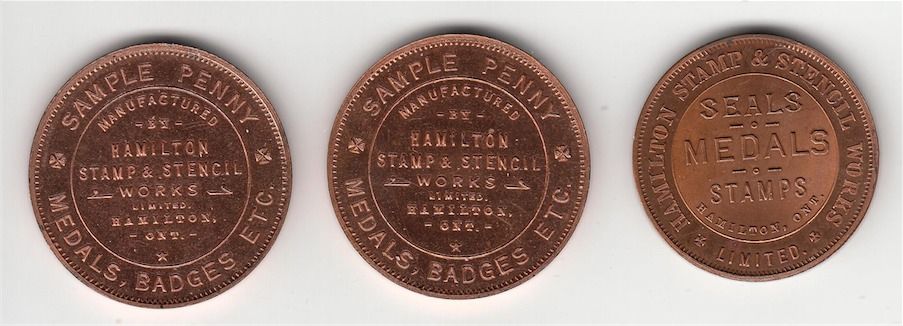 SAMPLE PENNY
MANUFACTURED
- BY -
HAMILTON
STAMP & STENCIL
WORKS
LIMITED.
HAMILTON,
- ONT. -
MEDALS, BADGES ETC.
SAMPLE PENNY
MANUFACTURED
- BY -
HAMILTON
STAMP & STENCIL
WORKS
LIMITED.
HAMILTON,
- ONT. -
MEDALS, BADGES ETC.
HAMILTON STAMP & STENCIL WORKS
SEALS
MEDALS
STAMPS
HAMILTON, ONT
LIMITED.